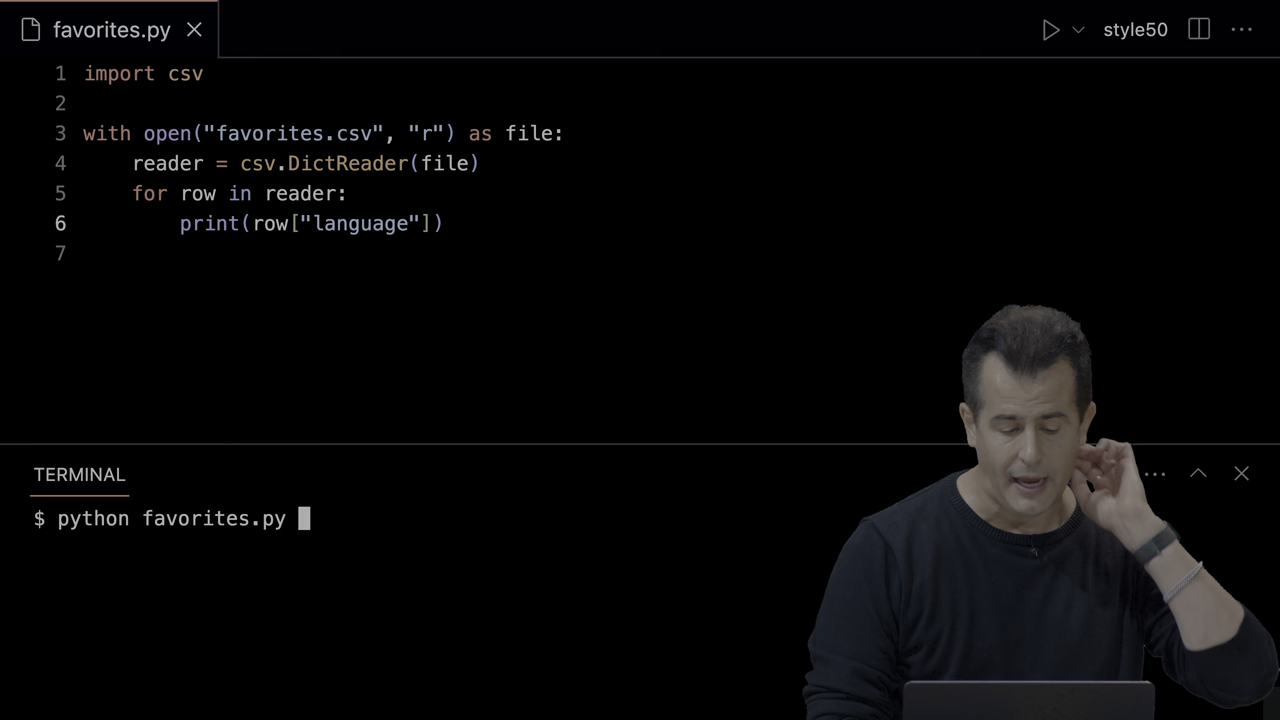 favorites.py
style50
1 import csv
2
3 with open("favorites.csv", "r") as file:
4     reader = csv.DictReader(file)
5     for row in reader:
6         print(row["language"])
7
TERMINAL
$ python favorites.py